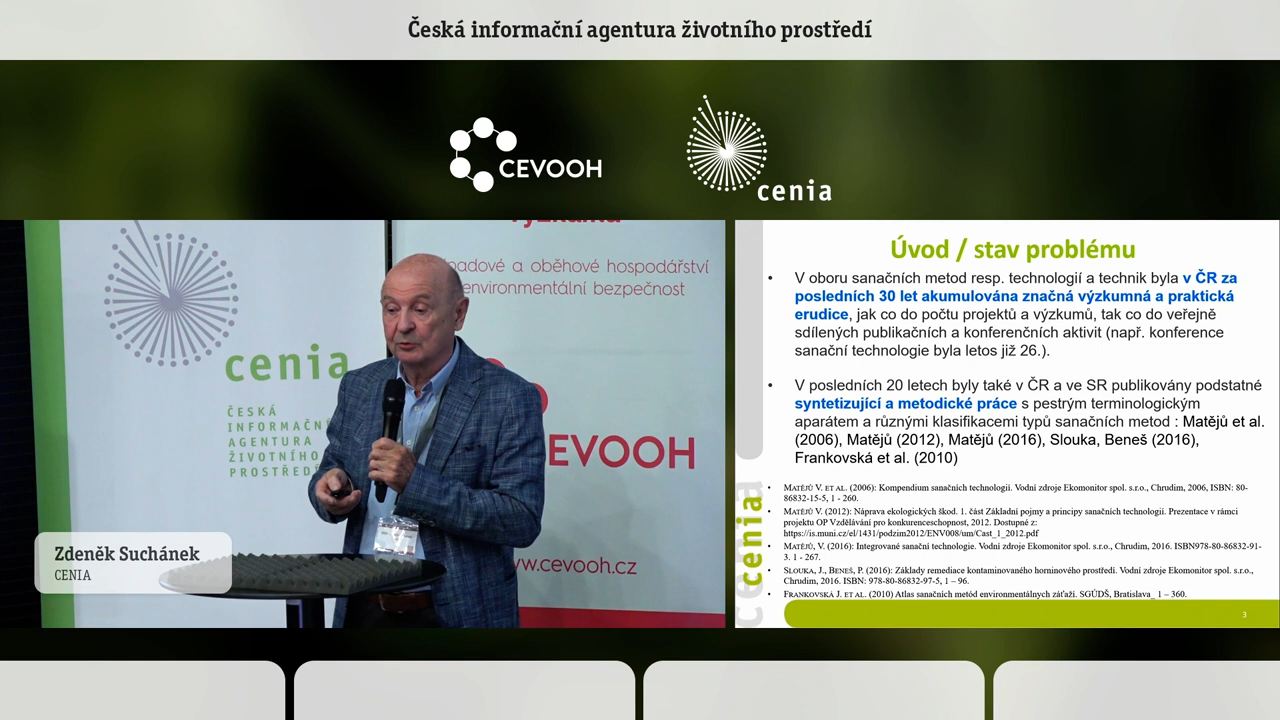 Česká informační agentura životního prostředí
CEVOOH
cenia
cenia
ČESKÁ
INFORMAČNÍ
AGENTURA
ŽIVOTNÍHO
PROSTŘEDÍ
a oběhové hospodářství
environmentální bezpečnost
EVOOH
www.cevooh.cz
Zdeněk Suchánek
CENIA
Úvod / stav problému
• V oboru sanačních metod resp. technologií a technik byla v ČR za
posledních 30 let akumulována značná výzkumná a praktická
erudice, jak co do počtu projektů a výzkumů, tak co do veřejně
sdílených publikačních a konferenčních aktivit (např. konference
sanační technologie byla letos již 26.).
• V posledních 20 letech byly také v ČR a ve SR publikovány podstatné
syntetizující a metodické práce s pestrým terminologickým
aparátem a různými klasifikacemi typů sanačních metod : Matějů et al.
(2006), Matějů (2012), Matějů (2016), Slouka, Beneš (2016),
Frankovská et al. (2010)
• Matějů V. et al. (2006): Kompendium sanačních technologií. Vodní zdroje Ekomonitor spol. s.r.o., Chrudim, 2006, ISBN: 80-
86832-15-5, 1 - 260.
• Matějů V. (2012): Náprava ekologických škod. 1. část Základní pojmy a principy sanačních technologií. Prezentace v rámci
projektu OP Vzdělávání pro konkurenceschopnost, 2012. Dostupné z:
https://is.muni.cz/el/1431/podzim2012/ENV008/um/Cast_1_2012.pdf
• Matějů, V. (2016): Integrované sanační technologie. Vodní zdroje Ekomonitor spol. s.r.o., Chrudim, 2016. ISBN978-80-86832-91-
3. 1 - 267.
• Slouka, J., Beneš, P. (2016): Základy remediace kontaminovaného horninového prostředí. Vodní zdroje Ekomonitor spol. s.r.o.,
Chrudim, 2016. ISBN: 978-80-86832-97-5, 1 – 96.
• Frankovská J. et al. (2010) Atlas sanačních metód environmentálnych záťaží. SGÚDŠ, Bratislava_ 1 – 360.
cenia
3